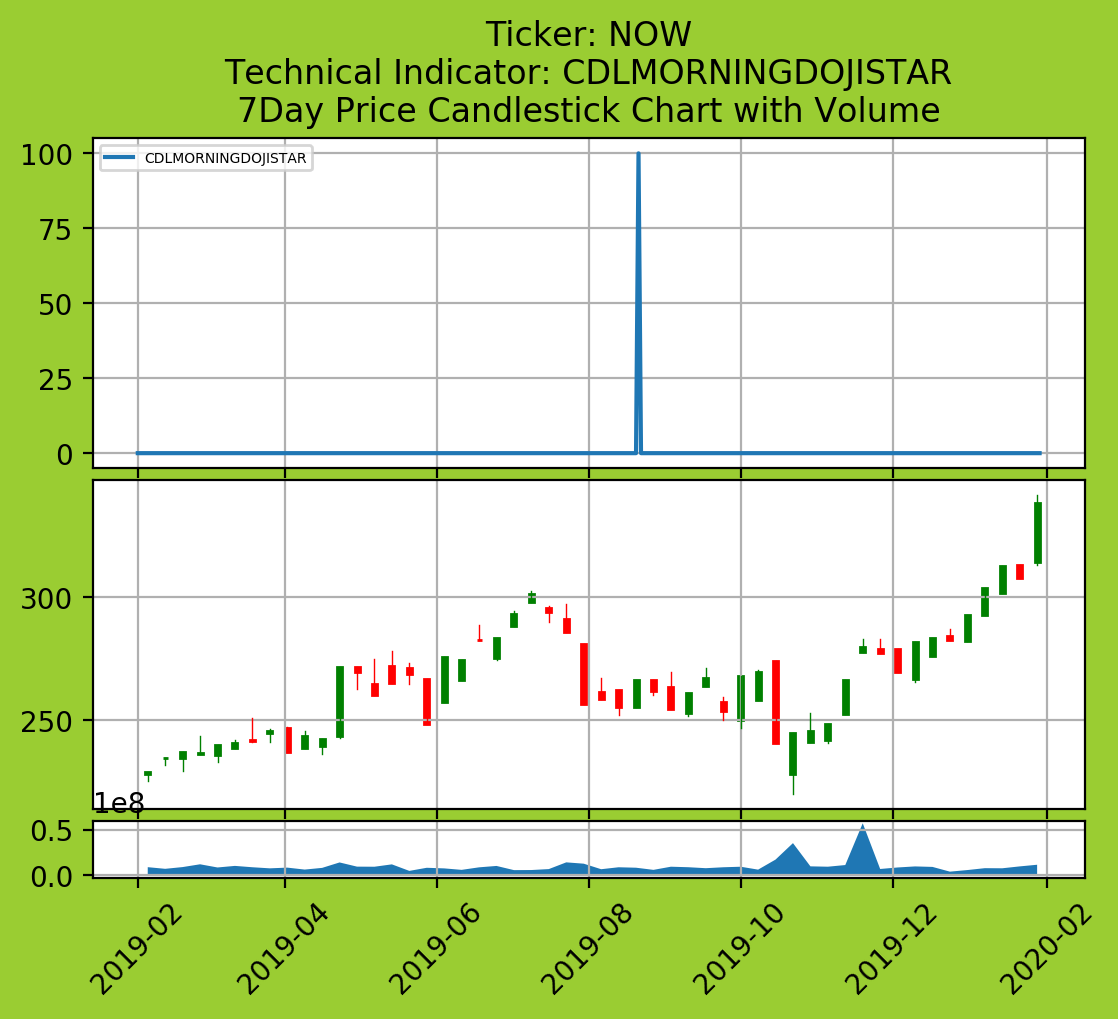 Ticker: NOW
Technical Indicator: CDLMORNINGDOJISTAR
7Day Price Candlestick Chart with Volume
CDLMORNINGDOJISTAR
100
75
50
25
0
300
250
1e8
0.5
0.0
2019-02 2019-04 2019-06 2019-08 2019-10 2019-12 2020-02